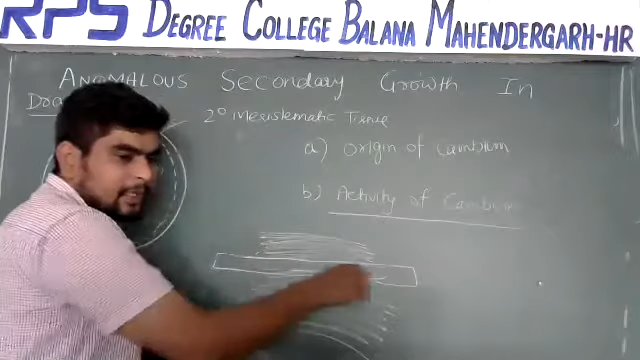 RPS DEGREE COLLEGE BALANA MAHENDERGARH-HR
ANOMALOUS Secondary Growth In
2° Meristematic Tissue
a) Origin of Cambium
b) Activity of Cambium